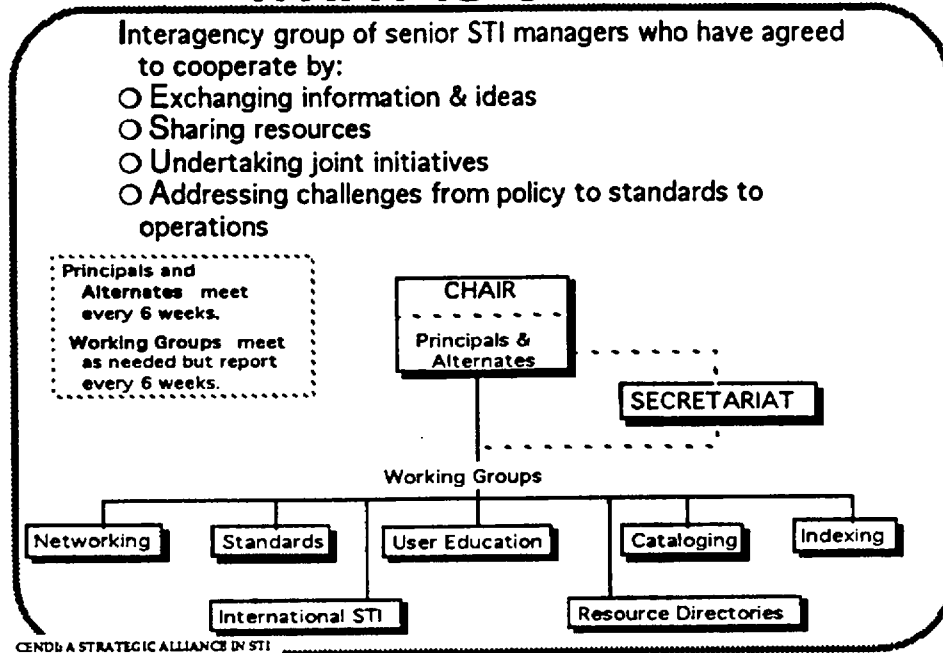 Interagency group of senior STI managers who have agreed
to cooperate by:
○ Exchanging information & ideas
○ Sharing resources
○ Undertaking joint initiatives
○ Addressing challenges from policy to standards to
operations
Principals and
Alternates meet
every 6 weeks.
Working Groups meet
as needed but report
every 6 weeks.
CHAIR
Principals &
Alternates
SECRETARIAT
Working Groups
Networking
Standards
User Education
Cataloging
Indexing
International STI
Resource Directories
CENDI: A STRATEGIC ALLIANCE IN STI